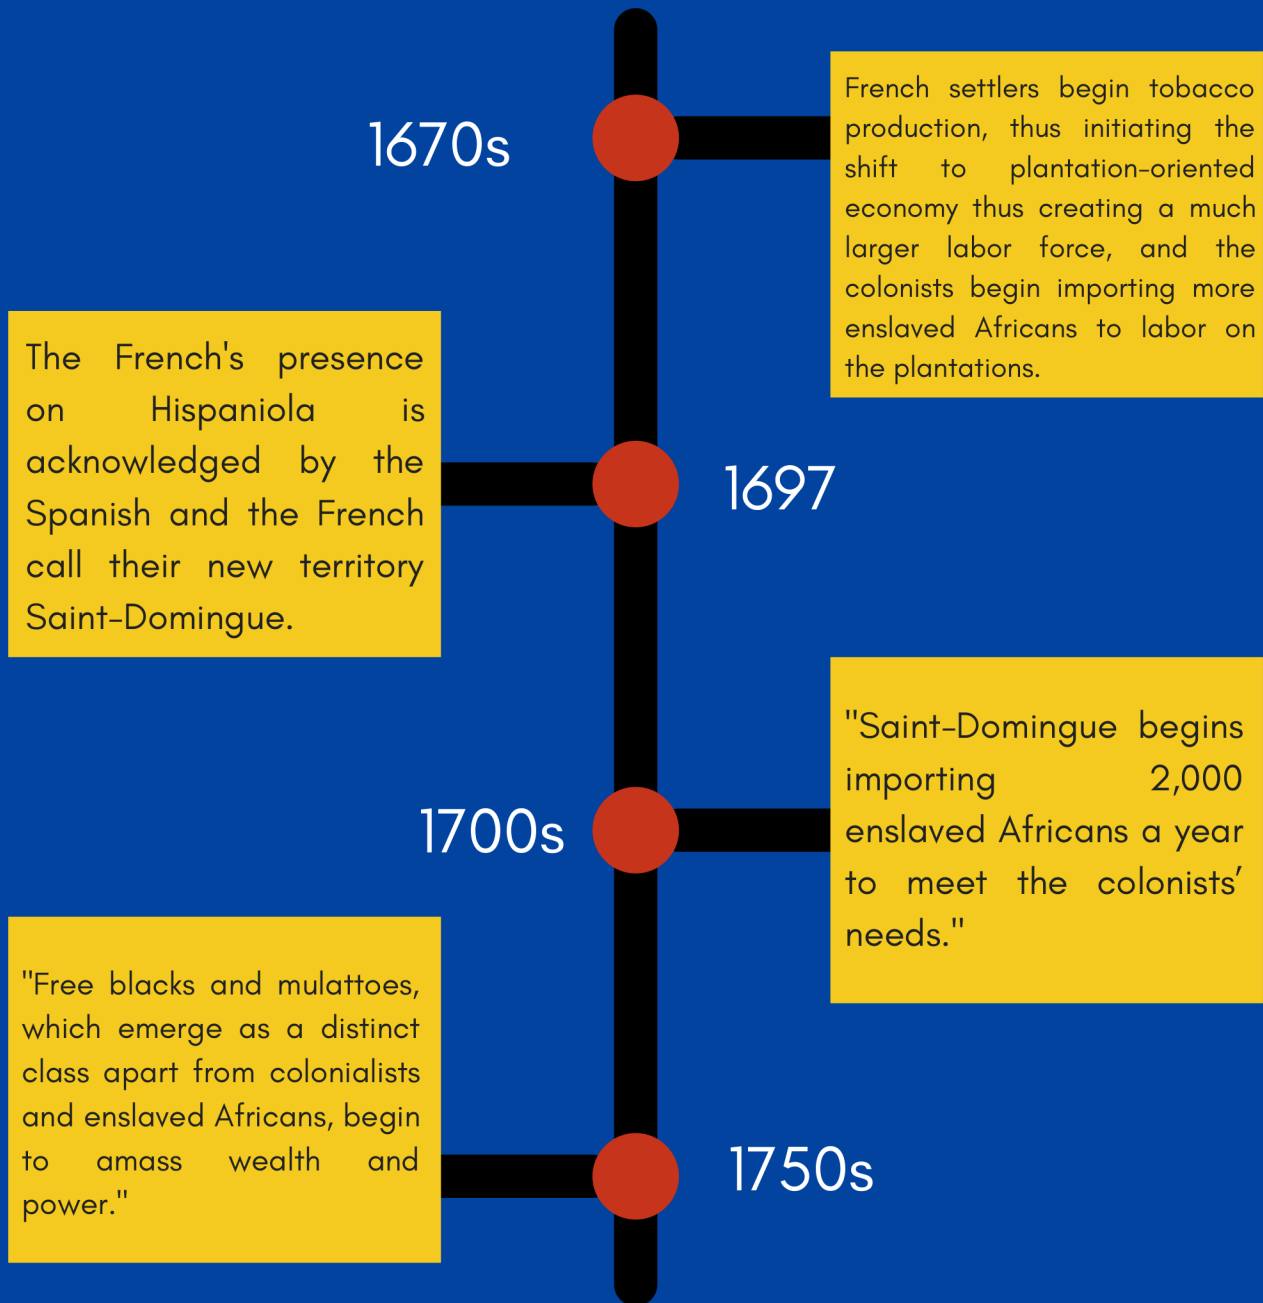 1670s
French settlers begin tobacco
production, thus initiating the
shift to plantation-oriented
economy thus creating a much
larger labor force, and the
colonists begin importing more
enslaved Africans to labor on
the plantations.
The French's presence
on Hispaniola is
acknowledged by the
Spanish and the French
call their new territory
Saint-Domingue.
1697
1700s
"Saint-Domingue begins
importing 2,000
enslaved Africans a year
to meet the colonists’
needs."
"Free blacks and mulattoes,
which emerge as a distinct
class apart from colonialists
and enslaved Africans, begin
to amass wealth and
power."
1750s